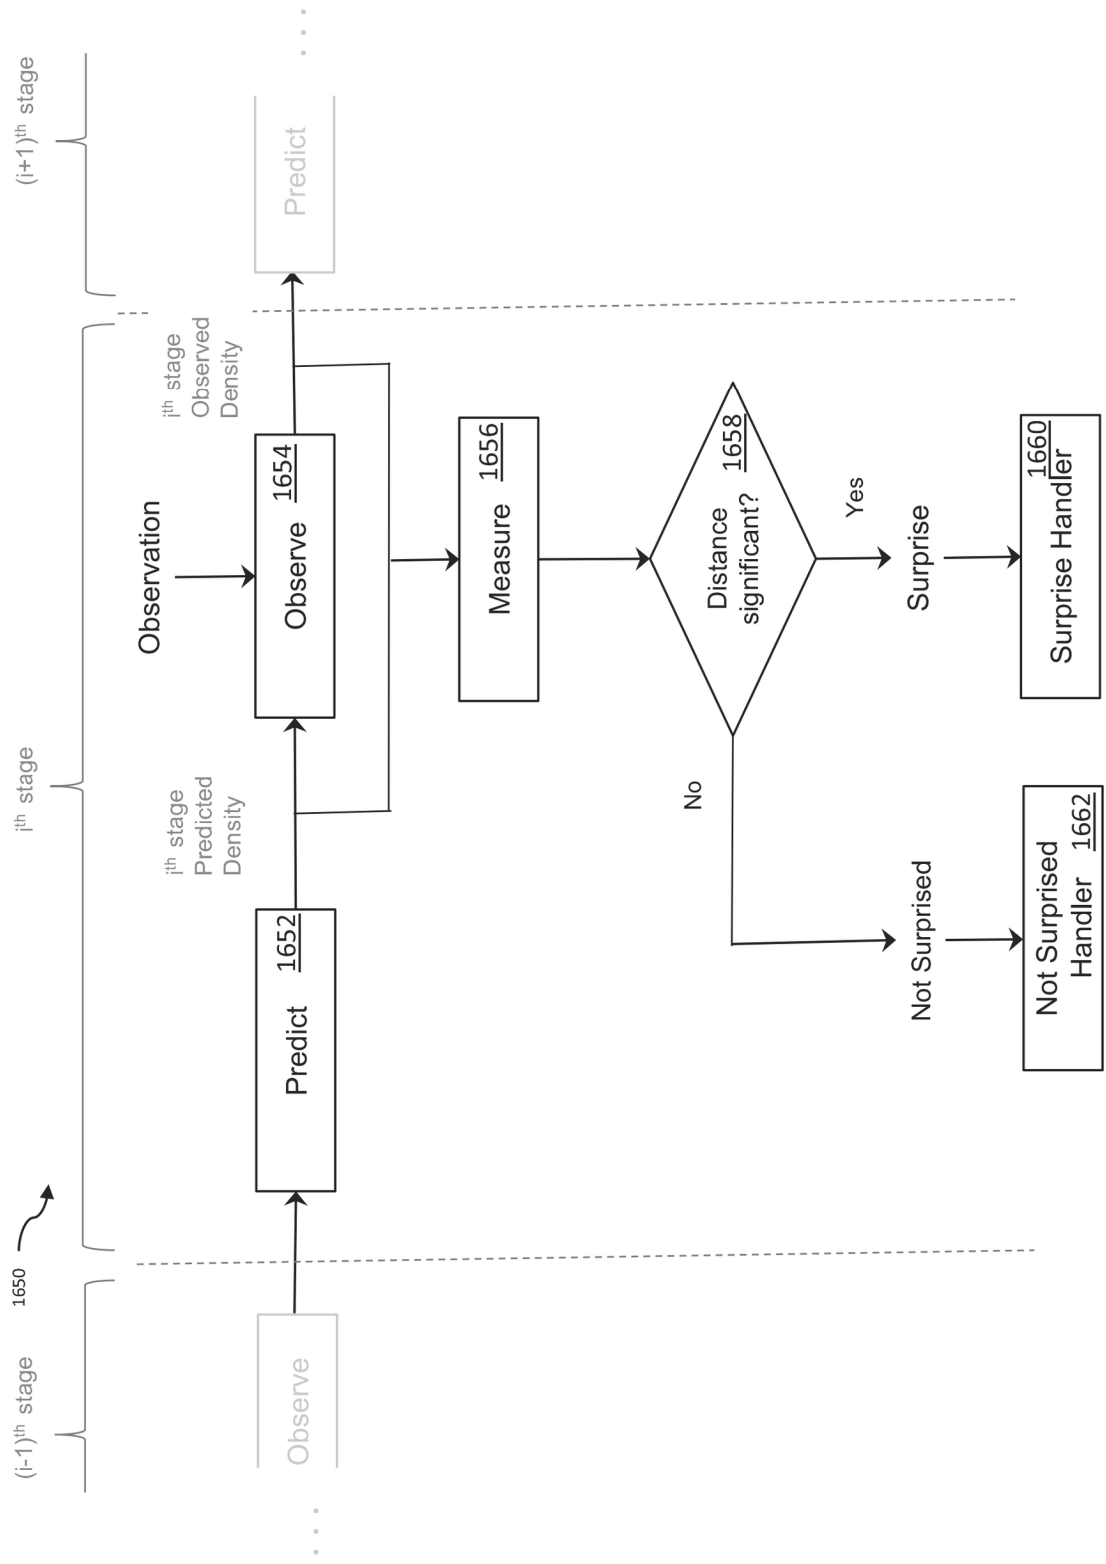 1650
(i-1)th stage
ith stage
(i+1)th stage
Observation
ith stage
Predicted
Density
ith stage
Observed
Density
. . .
Observe
Predict 1652
Observe 1654
Predict
. . .
Measure 1656
Distance
significant?
1658
No
Yes
Not Surprised
Surprise
Not Surprised
Handler 1662
1660
Surprise Handler